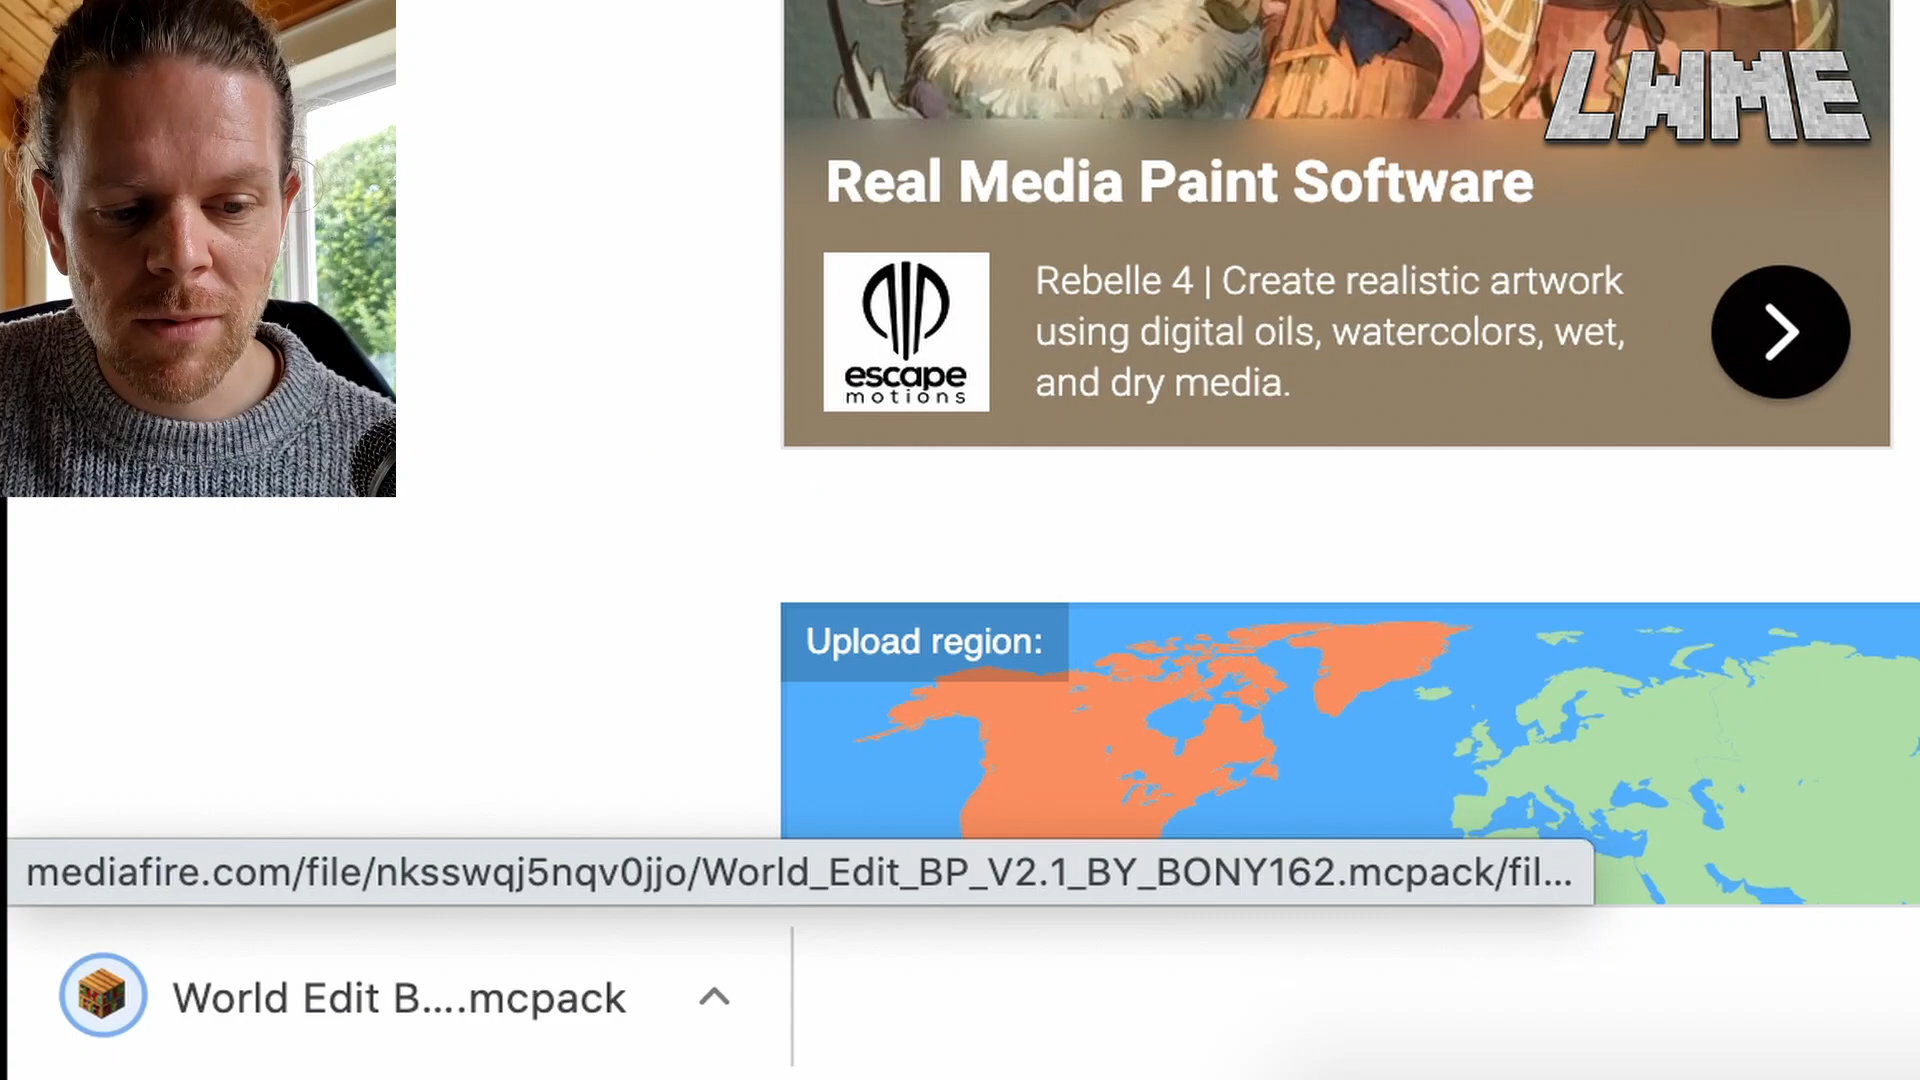 LWME
Real Media Paint Software
Rebelle 4 | Create realistic artwork
using digital oils, watercolors, wet,
and dry media.
escape
motions
Upload region:
mediafire.com/file/nksswqj5nqv0jjo/World_Edit_BP_V2.1_BY_BONY162.mcpack/fil...
World Edit B....mcpack